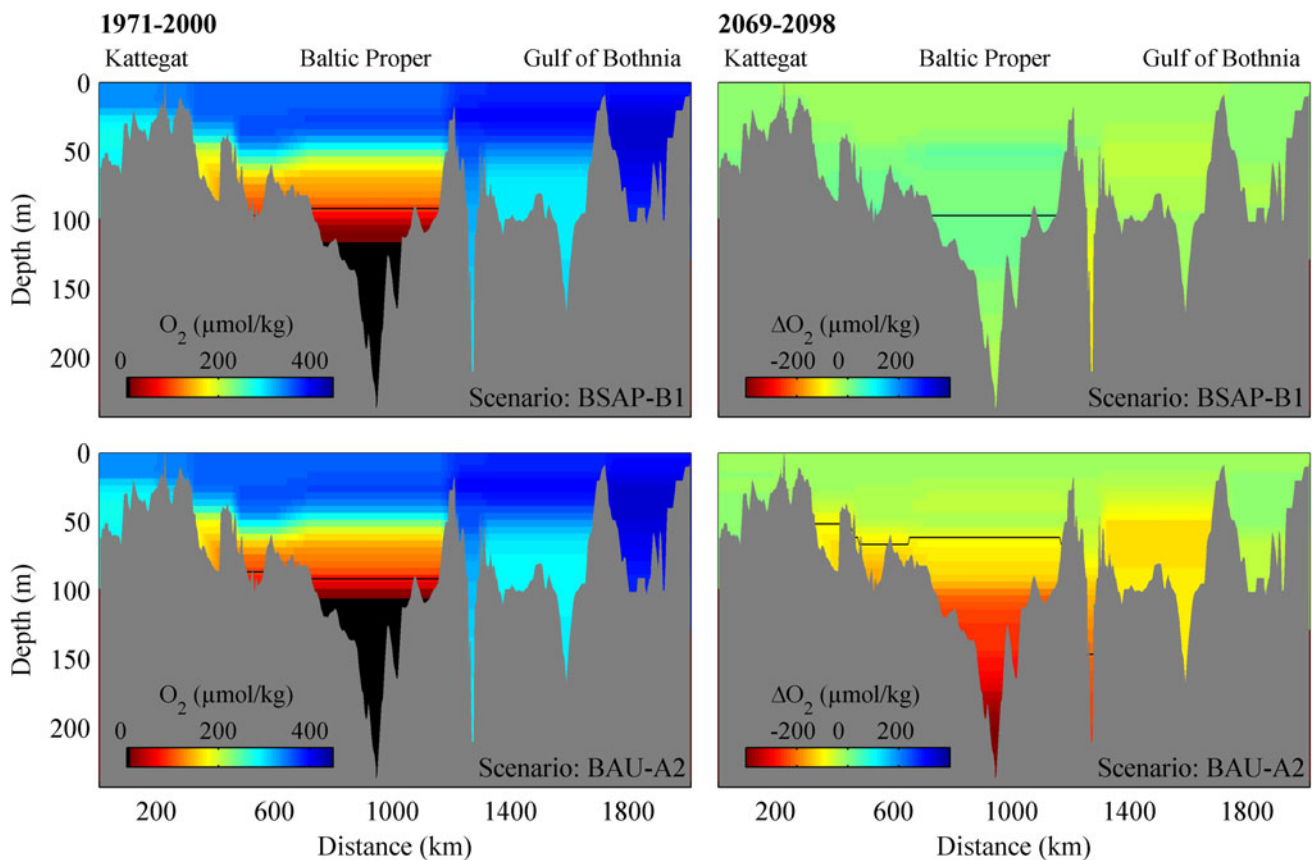 1971-2000
Kattegat Baltic Proper Gulf of Bothnia
0
50
100
150
200
Depth (m)
O2 (µmol/kg)
0 200 400
Scenario: BSAP-B1
2069-2098
Kattegat Baltic Proper Gulf of Bothnia
ΔO2 (µmol/kg)
-200 0 200
Scenario: BSAP-B1
0
50
100
150
200
Depth (m)
O2 (µmol/kg)
0 200 400
Scenario: BAU-A2
200 600 1000 1400 1800
Distance (km)
ΔO2 (µmol/kg)
-200 0 200
Scenario: BAU-A2
200 600 1000 1400 1800
Distance (km)